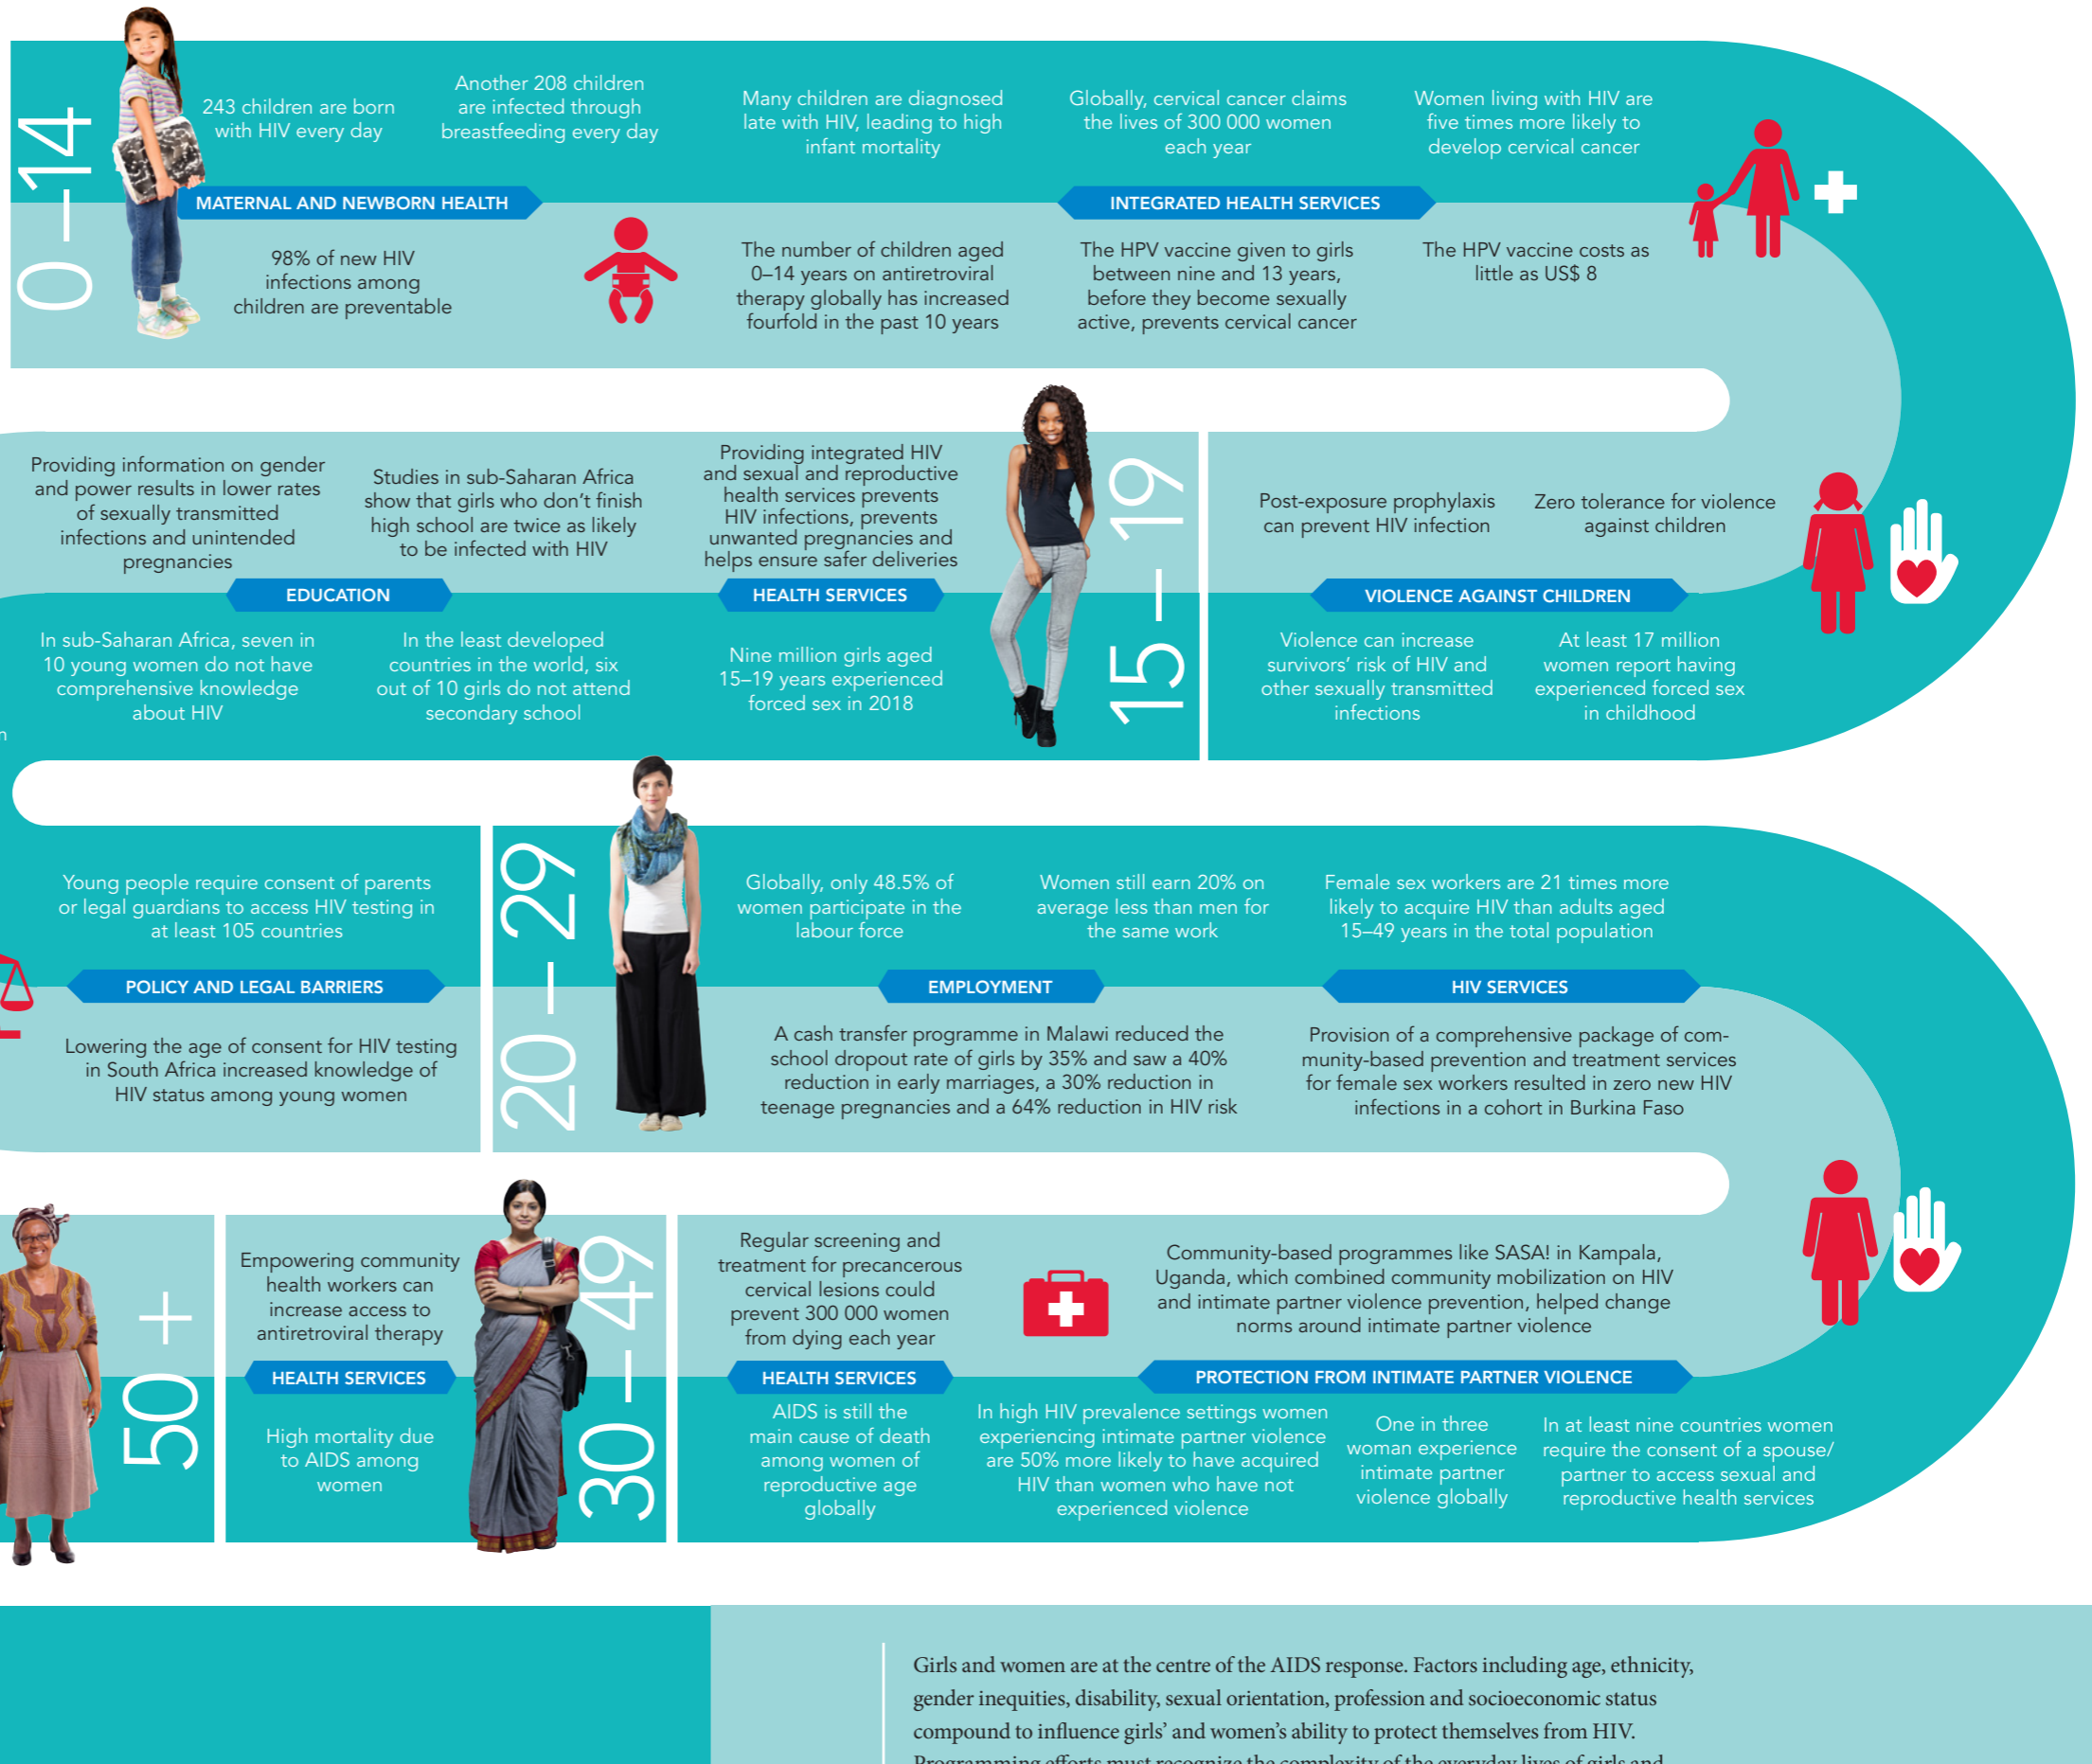 0–14
243 children are born
with HIV every day
Another 208 children
are infected through
breastfeeding every day
Many children are diagnosed
late with HIV, leading to high
infant mortality
Globally, cervical cancer claims
the lives of 300 000 women
each year
Women living with HIV are
five times more likely to
develop cervical cancer
MATERNAL AND NEWBORN HEALTH
INTEGRATED HEALTH SERVICES
98% of new HIV
infections among
children are preventable
The number of children aged
0–14 years on antiretroviral
therapy globally has increased
fourfold in the past 10 years
The HPV vaccine given to girls
between nine and 13 years,
before they become sexually
active, prevents cervical cancer
The HPV vaccine costs as
little as US$ 8
Providing information on gender
and power results in lower rates
of sexually transmitted
infections and unintended
pregnancies
Studies in sub-Saharan Africa
show that girls who don't finish
high school are twice as likely
to be infected with HIV
Providing integrated HIV
and sexual and reproductive
health services prevents
HIV infections, prevents
unwanted pregnancies and
helps ensure safer deliveries
15 – 19
Post-exposure prophylaxis
can prevent HIV infection
Zero tolerance for violence
against children
EDUCATION
HEALTH SERVICES
VIOLENCE AGAINST CHILDREN
In sub-Saharan Africa, seven in
10 young women do not have
comprehensive knowledge
about HIV
In the least developed
countries in the world, six
out of 10 girls do not attend
secondary school
Nine million girls aged
15–19 years experienced
forced sex in 2018
Violence can increase
survivors' risk of HIV and
other sexually transmitted
infections
At least 17 million
women report having
experienced forced sex
in childhood
Young people require consent of parents
or legal guardians to access HIV testing in
at least 105 countries
20 – 29
Globally, only 48.5% of
women participate in the
labour force
Women still earn 20% on
average less than men for
the same work
Female sex workers are 21 times more
likely to acquire HIV than adults aged
15–49 years in the total population
POLICY AND LEGAL BARRIERS
EMPLOYMENT
HIV SERVICES
Lowering the age of consent for HIV testing
in South Africa increased knowledge of
HIV status among young women
A cash transfer programme in Malawi reduced the
school dropout rate of girls by 35% and saw a 40%
reduction in early marriages, a 30% reduction in
teenage pregnancies and a 64% reduction in HIV risk
Provision of a comprehensive package of com-
munity-based prevention and treatment services
for female sex workers resulted in zero new HIV
infections in a cohort in Burkina Faso
50 +
Empowering community
health workers can
increase access to
antiretroviral therapy
30 – 49
Regular screening and
treatment for precancerous
cervical lesions could
prevent 300 000 women
from dying each year
Community-based programmes like SASA! in Kampala,
Uganda, which combined community mobilization on HIV
and intimate partner violence prevention, helped change
norms around intimate partner violence
HEALTH SERVICES
HEALTH SERVICES
PROTECTION FROM INTIMATE PARTNER VIOLENCE
High mortality due
to AIDS among
women
AIDS is still the
main cause of death
among women of
reproductive age
globally
In high HIV prevalence settings women
experiencing intimate partner violence
are 50% more likely to have acquired
HIV than women who have not
experienced violence
One in three
woman experience
intimate partner
violence globally
In at least nine countries women
require the consent of a spouse/
partner to access sexual and
reproductive health services
Girls and women are at the centre of the AIDS response. Factors including age, ethnicity,
gender inequities, disability, sexual orientation, profession and socioeconomic status
compound to influence girls' and women's ability to protect themselves from HIV.
Programming efforts must recognize the complexity of the everyday lives of girls and